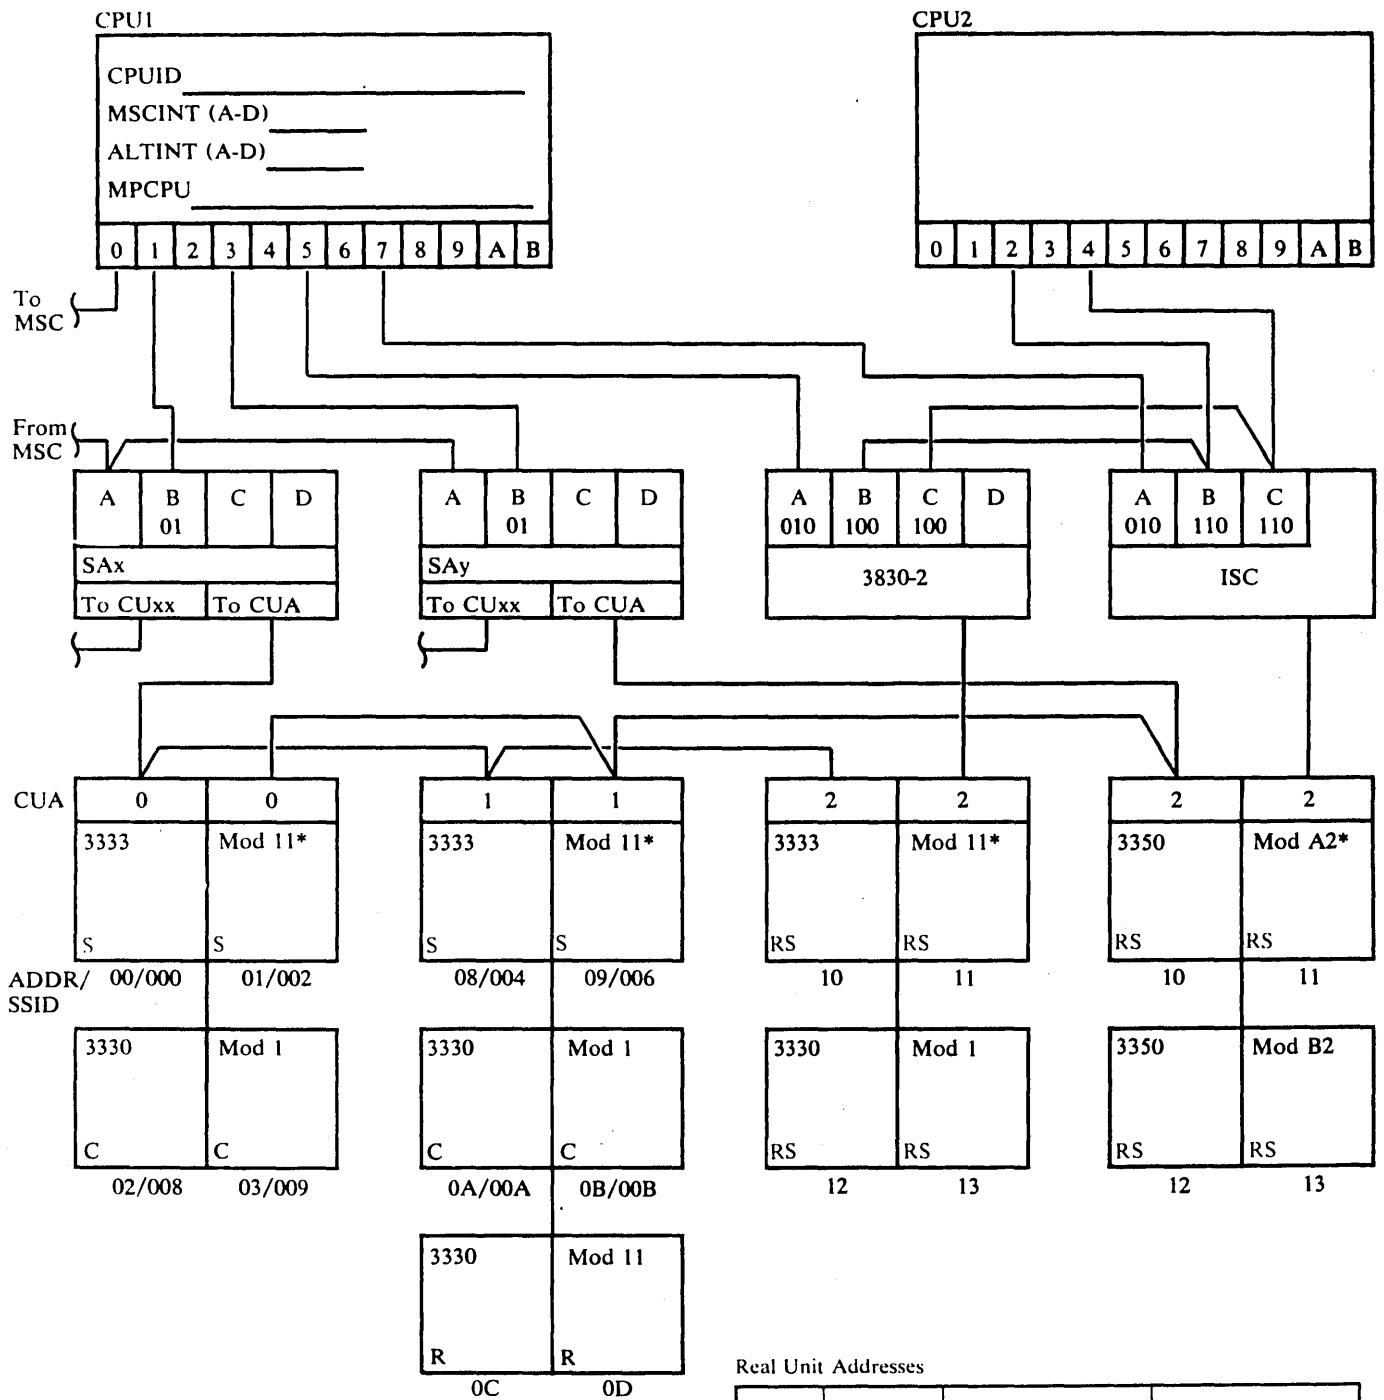 CPU1 CPU2
CPUID
MSCINT (A-D)
ALTINT (A-D)
MPCPU
0 1 2 3 4 5 6 7 8 9 A B 0 1 2 3 4 5 6 7 8 9 A B
To
MSC
From
MSC
A B C D A B C D A B C D A B C
01 01 010 100 100 010 110 110
SAx SAy 3830-2 ISC
To CUxx To CUA To CUxx To CUA
CUA 0 0 1 1 2 2 2 2
3333 Mod 11* 3333 Mod 11* 3333 Mod 11* 3350 Mod A2*
S S S S RS RS RS RS
ADDR/ 00/000 01/002 08/004 09/006 10 11 10 11
SSID
3330 Mod 1 3330 Mod 1 3330 Mod 1 3350 Mod B2
C C C C RS RS RS RS
02/008 03/009 0A/00A 0B/00B 12 13 12 13
3330 Mod 11
R R
0C 0D
Real Unit Addresses